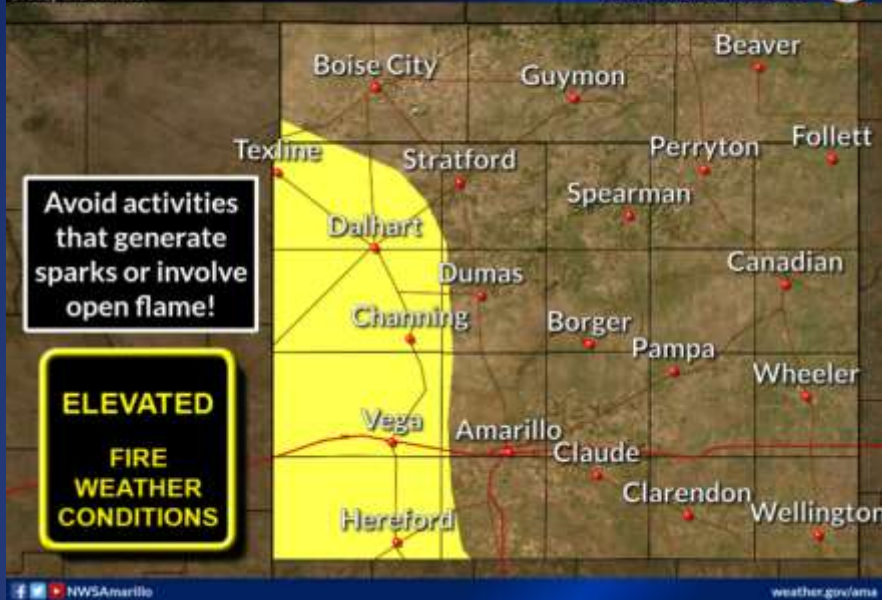 Boise City
Guymon
Beaver
Texline
Stratford
Perryton
Follett
Spearman
Avoid activities
that generate
sparks or involve
open flame!
Dalhart
Dumas
Canadian
Channing
Borger
Pampa
Wheeler
ELEVATED
FIRE
WEATHER
CONDITIONS
Vega
Amarillo
Claude
Clarendon
Wellington
Hereford
NWSAmarillo
weather.gov/ama